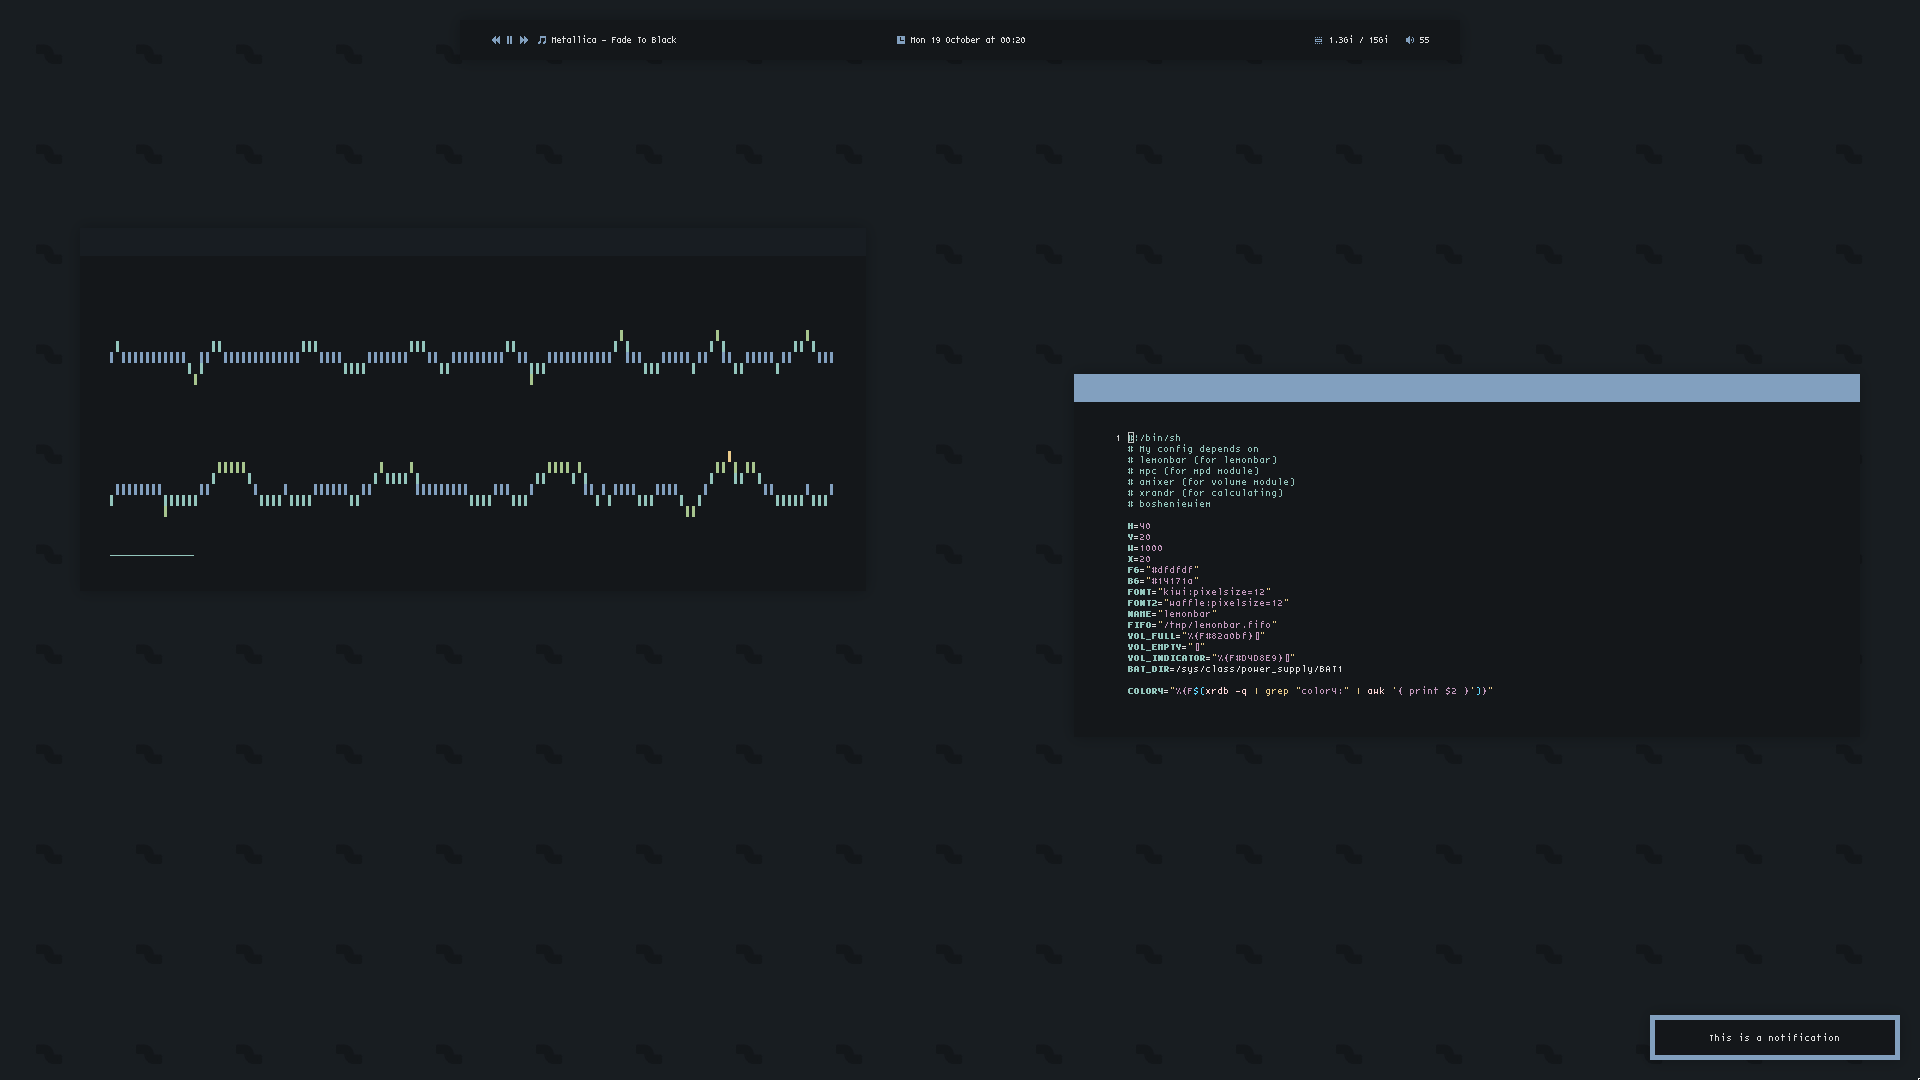 Metallica - Fade To Black
Mon 19 October at 00:20
1.3Gi / 15Gi
55
1 #!/bin/sh
# My config depends on
# lemonbar (for lemonbar)
# mpc (for mpd module)
# amixer (for volume module)
# xrandr (for calculating)
# bosheniewiem
H=40
Y=20
W=1000
X=20
FG="#dfdfdf"
BG="#14171a"
FONT="kiwi:pixelsize=12"
FONT2="waffle:pixelsize=12"
NAME="lemonbar"
FIFO="/tmp/lemonbar.fifo"
VOL_FULL="%{F#82a0bf}▯"
VOL_EMPTY="▯"
VOL_INDICATOR="%{F#D4D8E9}▯"
BAT_DIR=/sys/class/power_supply/BAT1
COLOR4="%{F$(xrdb -q | grep "color4:" | awk '{ print $2 }')}"
This is a notification